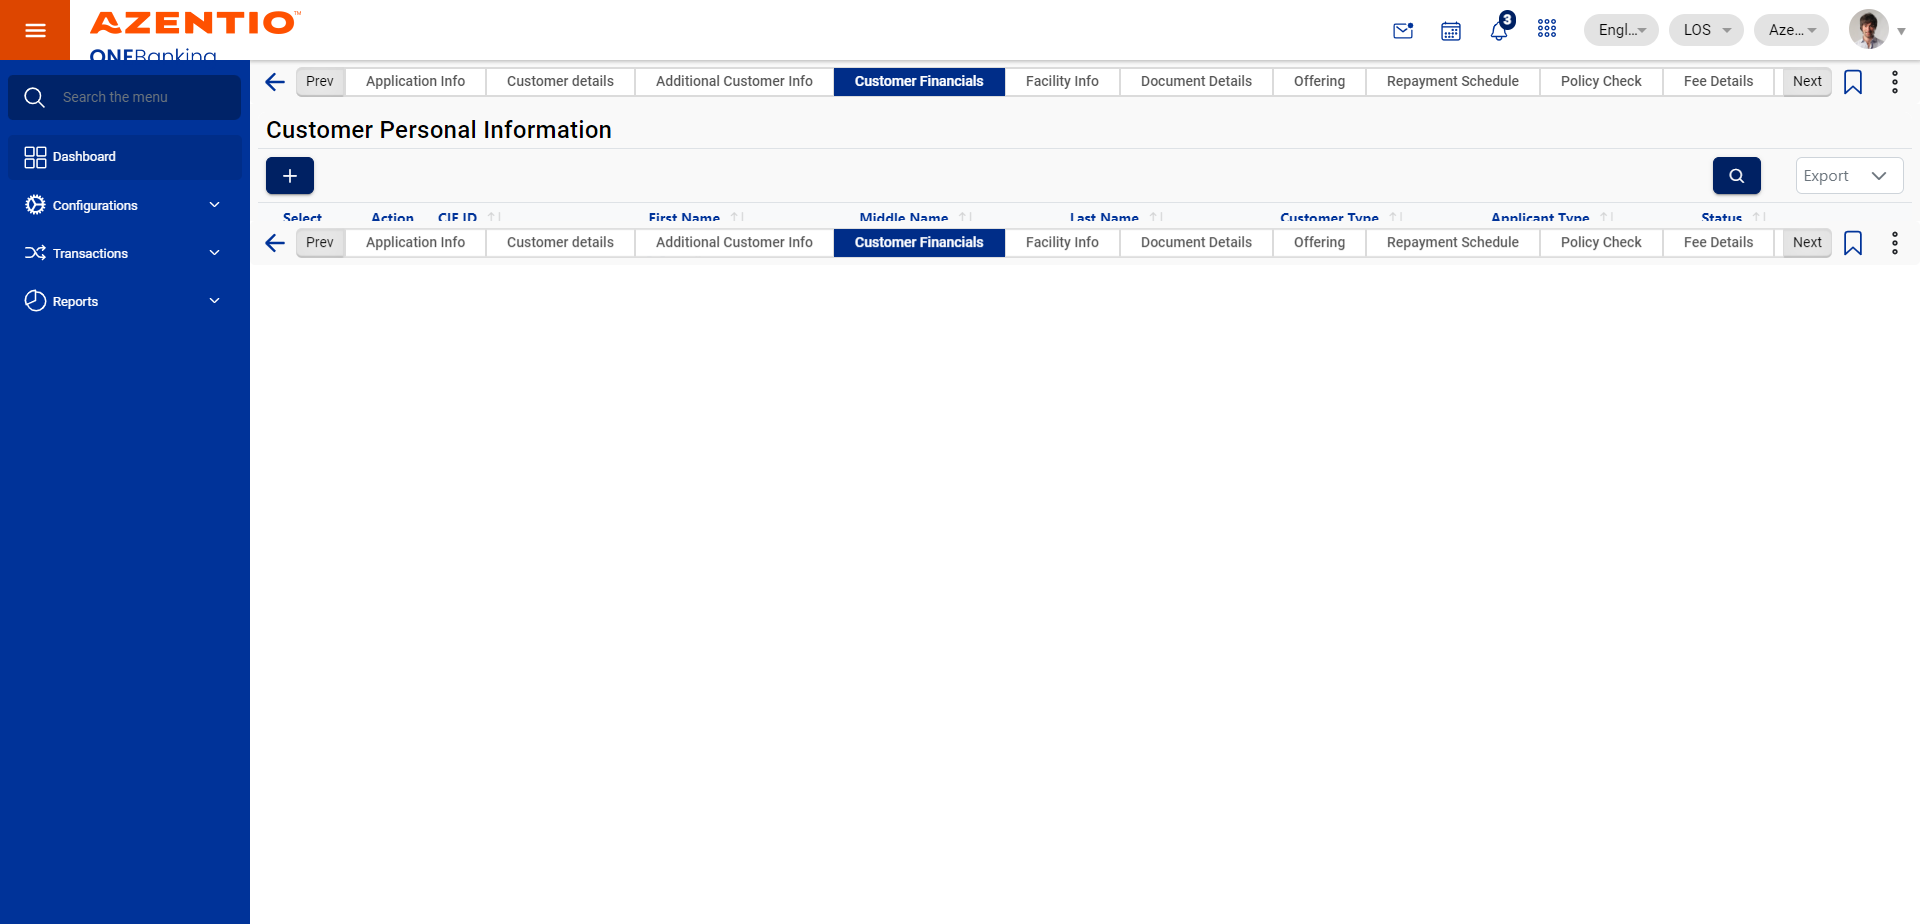 AZENTIO™
ONEBanking
3
Engl...
LOS
Aze...
Search the menu
Dashboard
Configurations
Transactions
Reports
Prev Application Info Customer details Additional Customer Info Customer Financials Facility Info Document Details Offering Repayment Schedule Policy Check Fee Details Next
Customer Personal Information
Export
Select Action CIF ID First Name Middle Name Last Name Customer Type Applicant Type Status
Prev Application Info Customer details Additional Customer Info Customer Financials Facility Info Document Details Offering Repayment Schedule Policy Check Fee Details Next